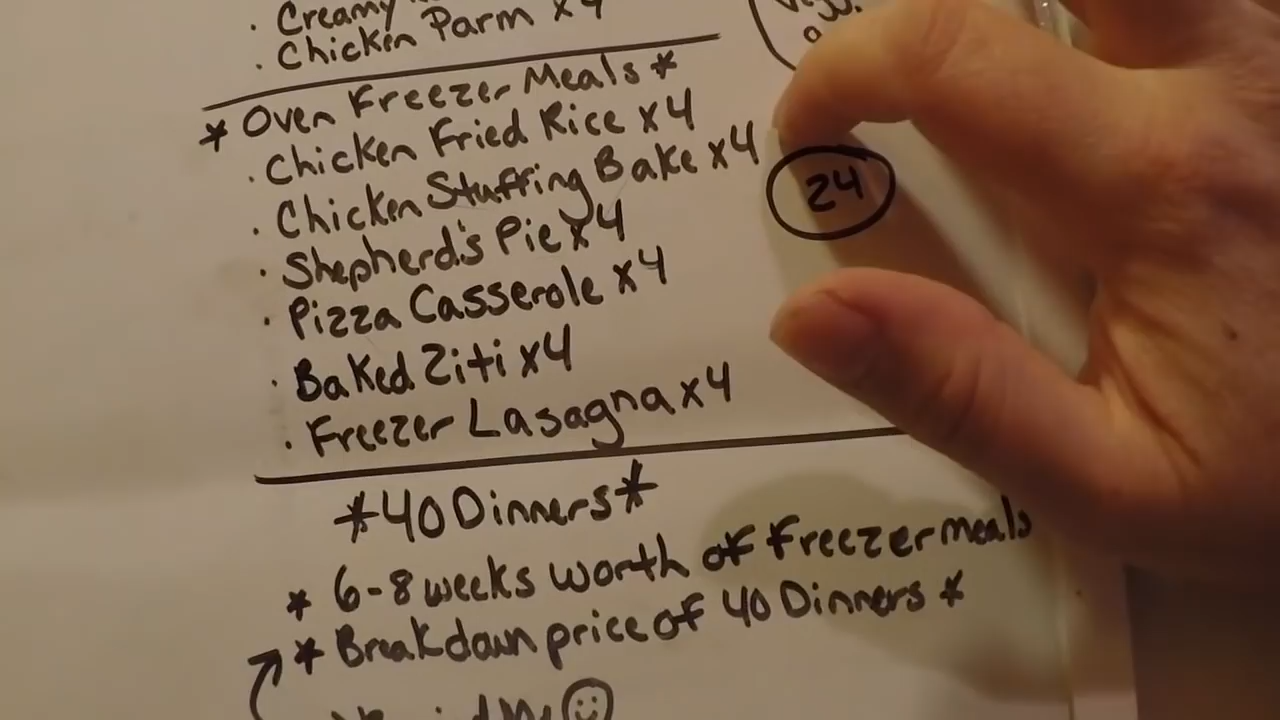 · Creamy
· Chicken Parm x4
* Oven Freezer Meals *
· Chicken Fried Rice x4
· Chicken Stuffing Bake x4
24
· Shepherd's Pie x4
· Pizza Casserole x4
· Baked Ziti x4
· Freezer Lasagna x4
*40 Dinners*
* 6-8 weeks worth of freezer meals
* Breakdown price of 40 Dinners *